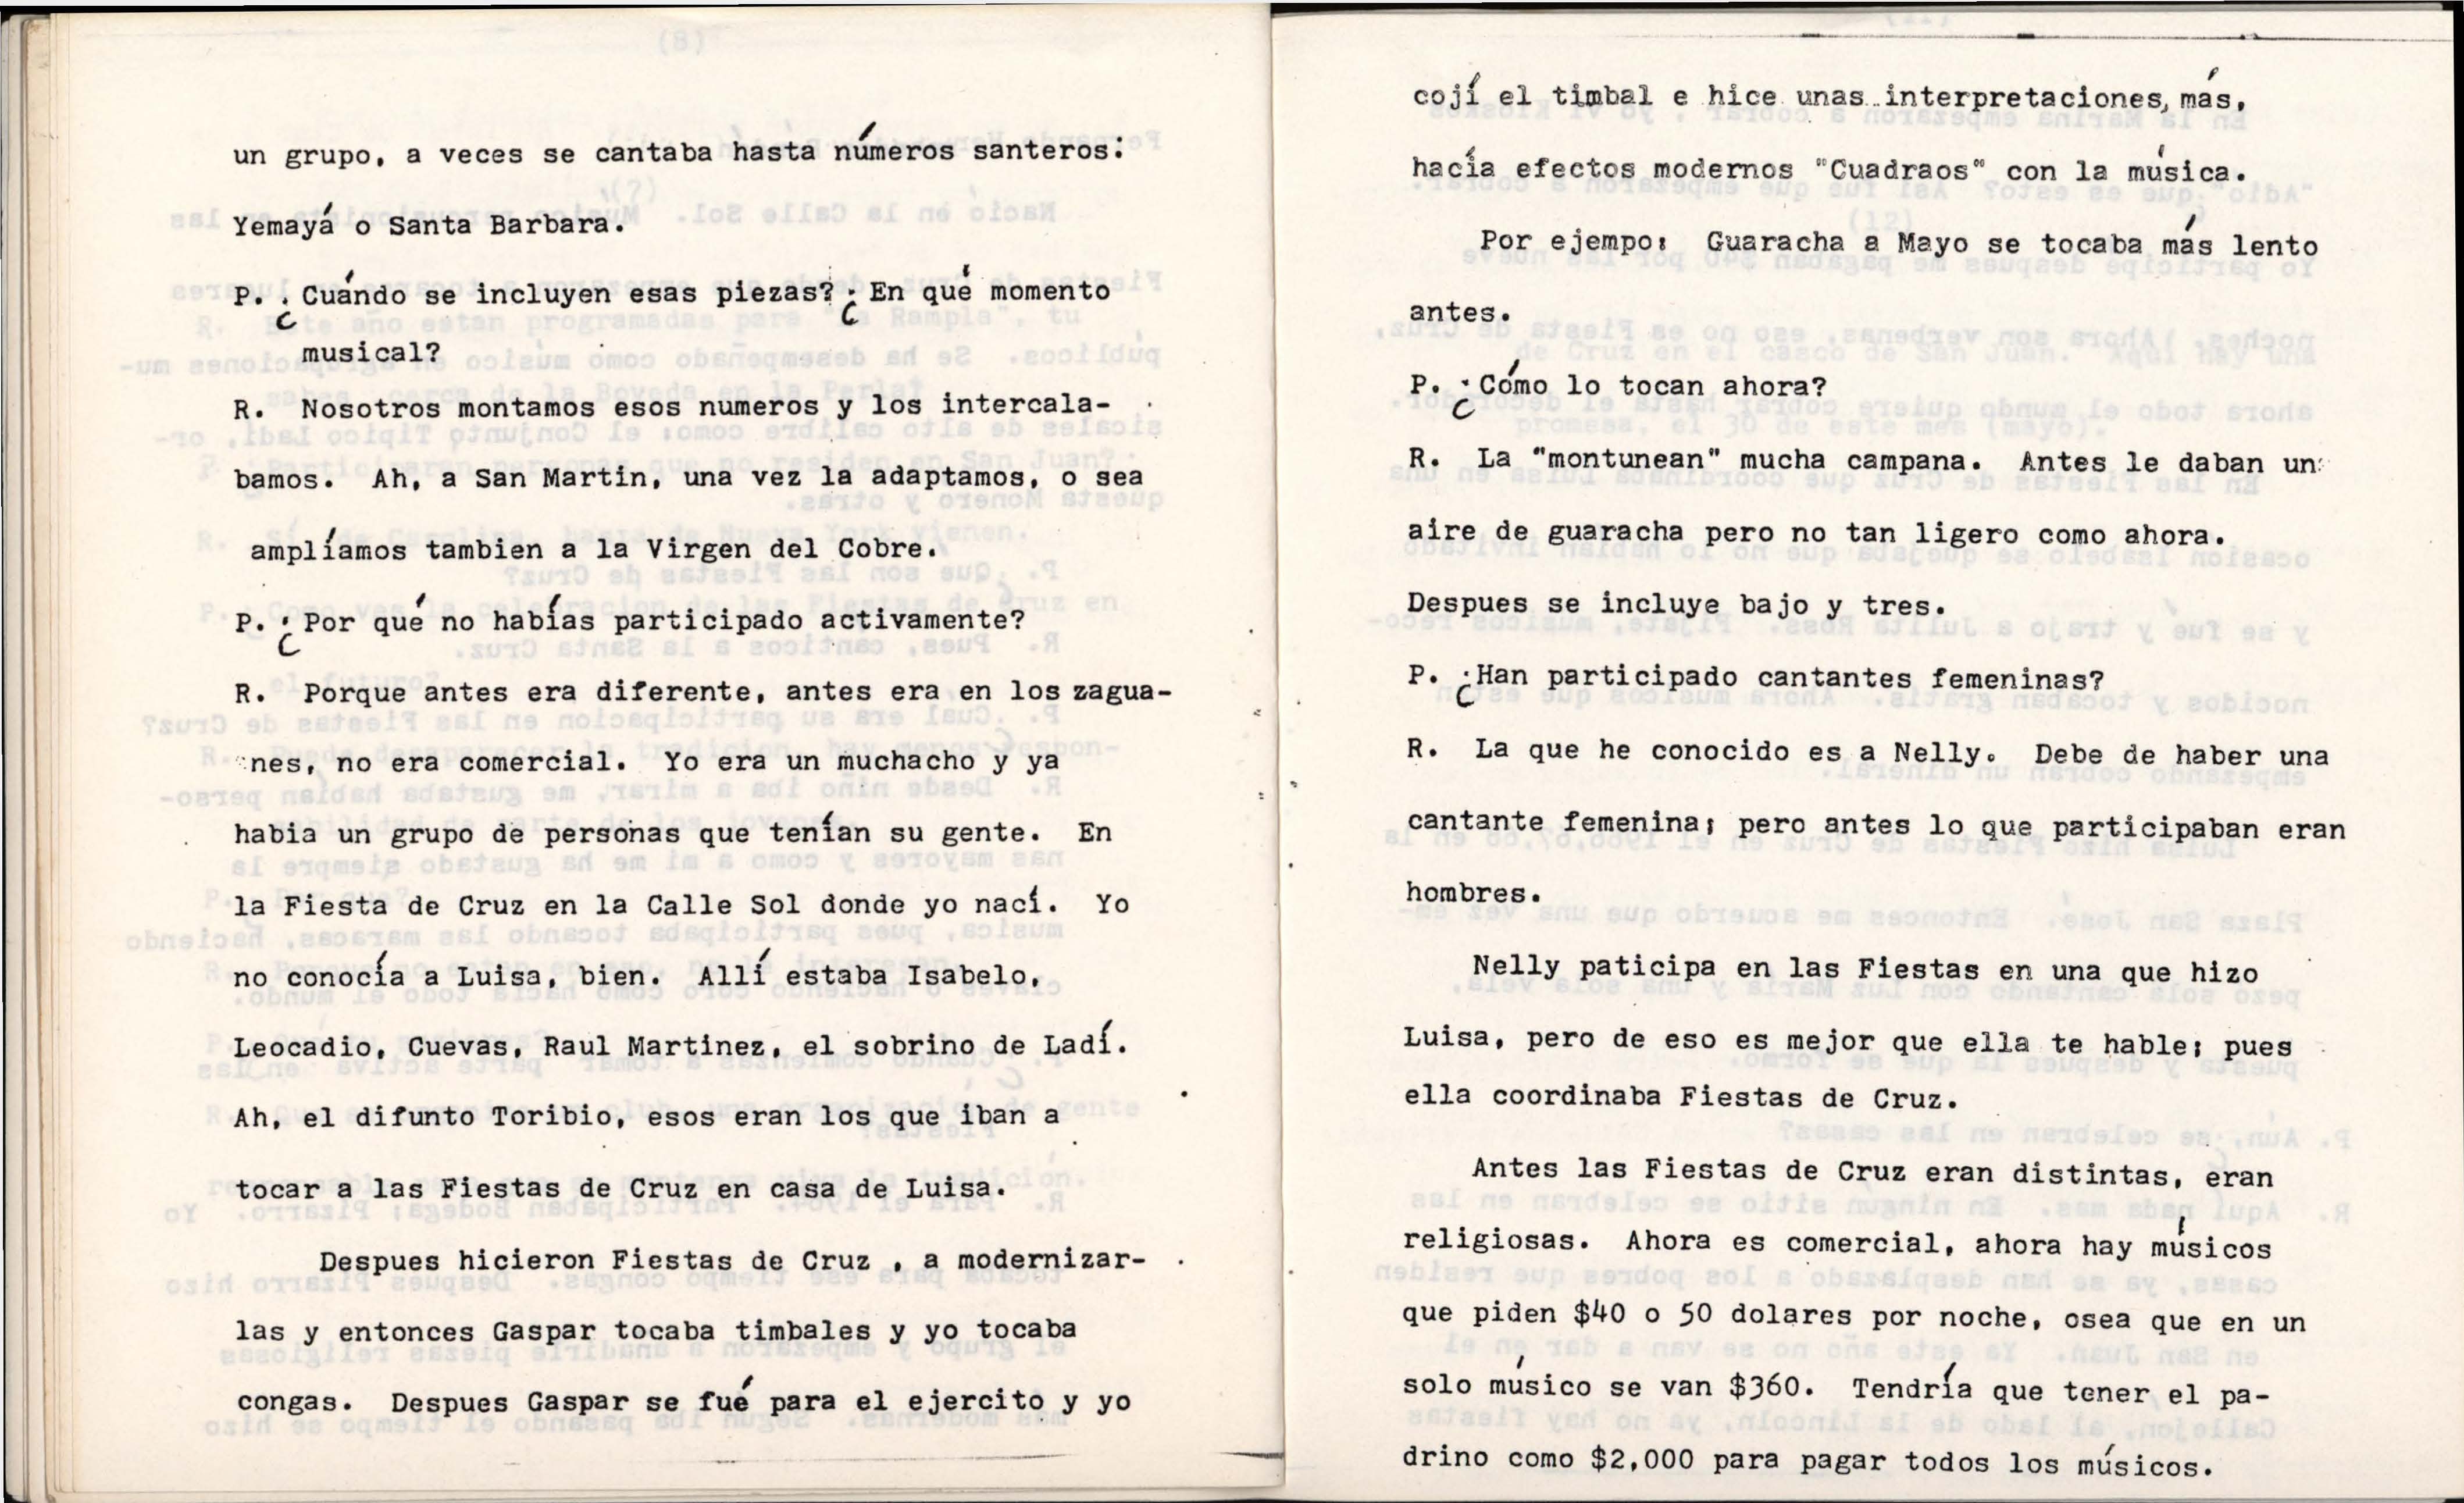 un grupo, a veces se cantaba hasta números santeros:
Yemayá o Santa Barbara.
P. ¿Cuándo se incluyen esas piezas? ¿En qué momento
musical?
R. Nosotros montamos esos numeros y los intercala-
bamos. Ah, a San Martin, una vez la adaptamos, o sea
amplíamos tambien a la Virgen del Cobre.
P. ¿Por qué no habías participado activamente?
R. Porque antes era diferente, antes era en los zagua-
nes, no era comercial. Yo era un muchacho y ya
habia un grupo de personas que tenían su gente. En
la Fiesta de Cruz en la Calle Sol donde yo nací. Yo
no conocía a Luisa, bien. Allí estaba Isabelo,
Leocadio, Cuevas, Raul Martinez, el sobrino de Ladí.
Ah, el difunto Toribio, esos eran los que iban a
tocar a las Fiestas de Cruz en casa de Luisa.
Despues hicieron Fiestas de Cruz , a modernizar-
las y entonces Gaspar tocaba timbales y yo tocaba
congas. Despues Gaspar se fué para el ejercito y yo
cojí el timbal e hice unas interpretaciones, más,
hacía efectos modernos "Cuadraos" con la música.
Por ejempo: Guaracha a Mayo se tocaba más lento
antes.
P. ¿Cómo lo tocan ahora?
R. La "montunean" mucha campana. Antes le daban un
aire de guaracha pero no tan ligero como ahora.
Despues se incluye bajo y tres.
P. ¿Han participado cantantes femeninas?
R. La que he conocido es a Nelly. Debe de haber una
cantante femenina; pero antes lo que participaban eran
hombres.
Nelly paticipa en las Fiestas en una que hizo
Luisa, pero de eso es mejor que ella te hable; pues
ella coordinaba Fiestas de Cruz.
Antes las Fiestas de Cruz eran distintas, eran
religiosas. Ahora es comercial, ahora hay músicos
que piden $40 o 50 dolares por noche, osea que en un
solo músico se van $360. Tendría que tener el pa-
drino como $2,000 para pagar todos los músicos.